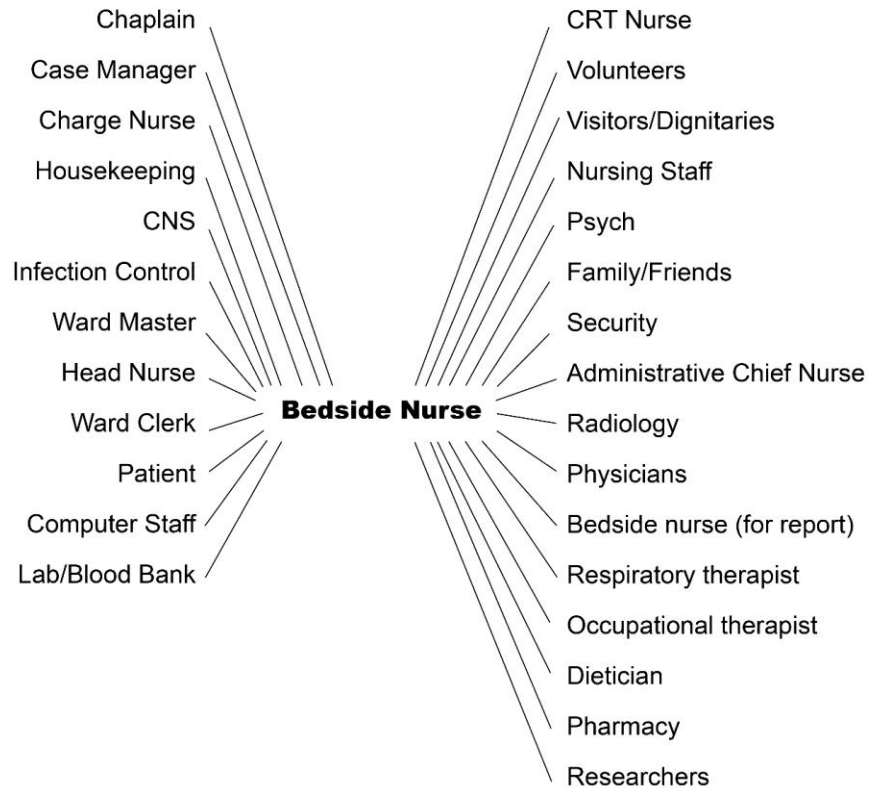 Chaplain
Case Manager
Charge Nurse
Housekeeping
CNS
Infection Control
Ward Master
Head Nurse
Ward Clerk
Patient
Computer Staff
Lab/Blood Bank
Bedside Nurse
CRT Nurse
Volunteers
Visitors/Dignitaries
Nursing Staff
Psych
Family/Friends
Security
Administrative Chief Nurse
Radiology
Physicians
Bedside nurse (for report)
Respiratory therapist
Occupational therapist
Dietician
Pharmacy
Researchers